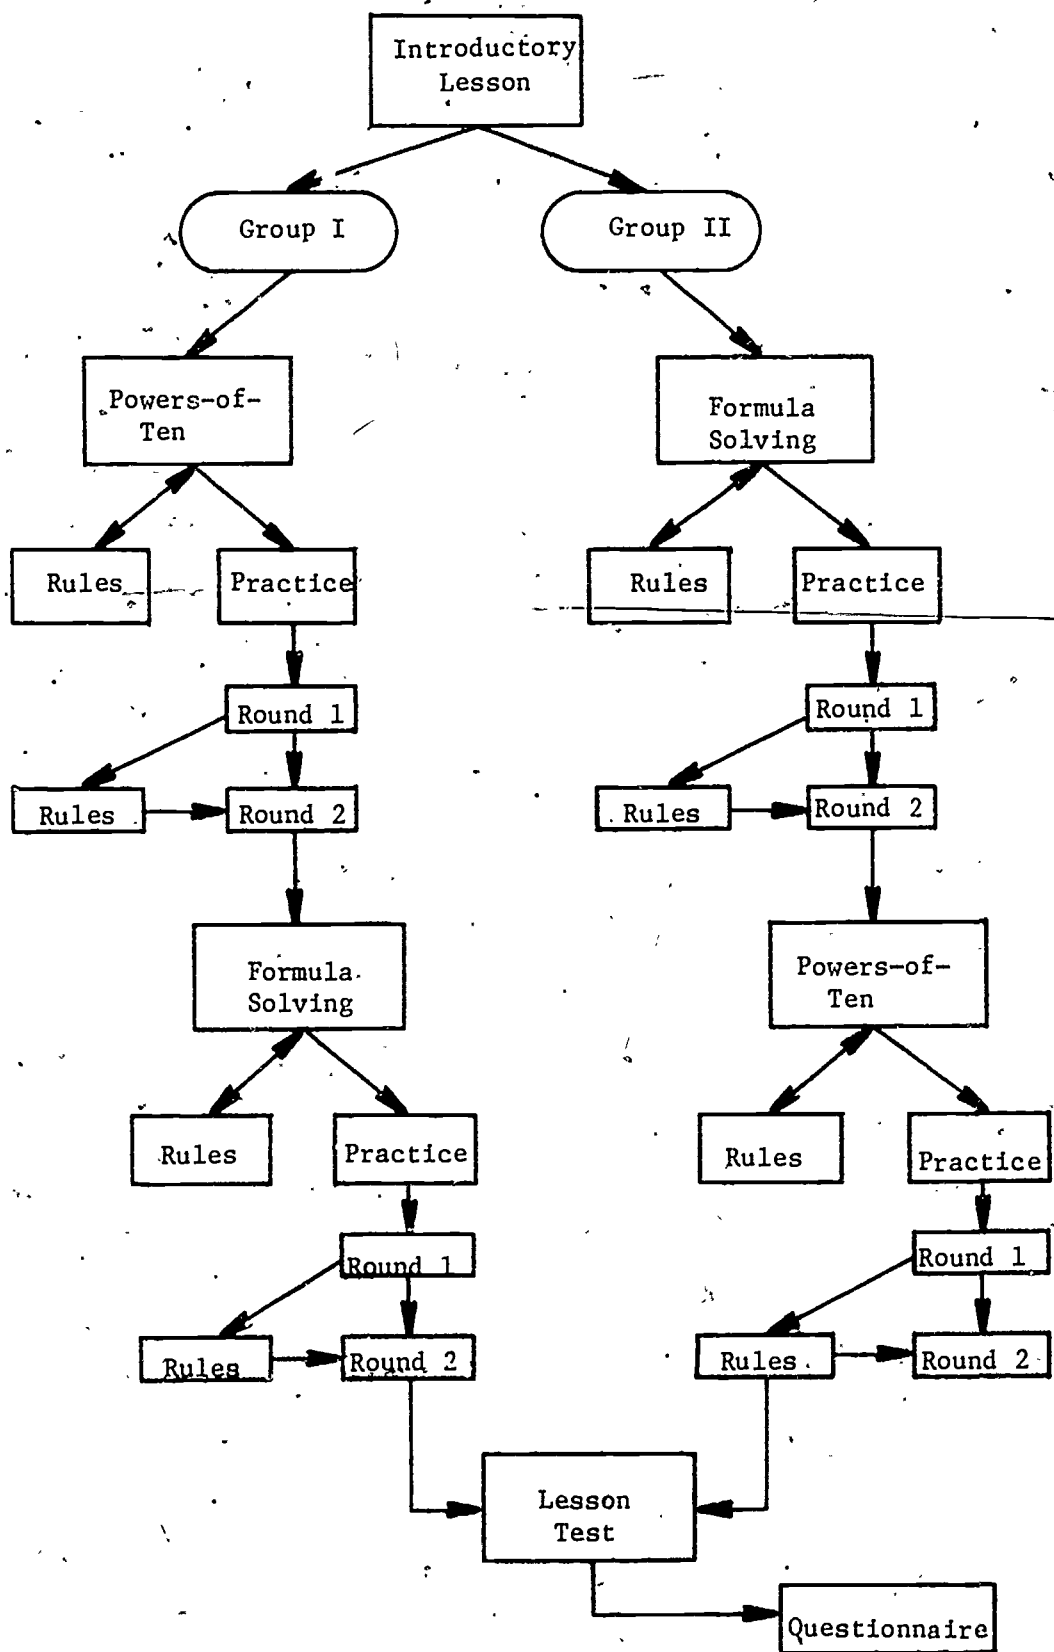 Introductory
Lesson
Group I
Group II
Powers-of-
Ten
Formula
Solving
Rules
Practice
Rules
Practice
Round 1
Round 1
Rules
Round 2
Rules
Round 2
Formula
Solving
Powers-of-
Ten
Rules
Practice
Rules
Practice
Round 1
Round 1
Rules
Round 2
Rules
Round 2
Lesson
Test
Questionnaire